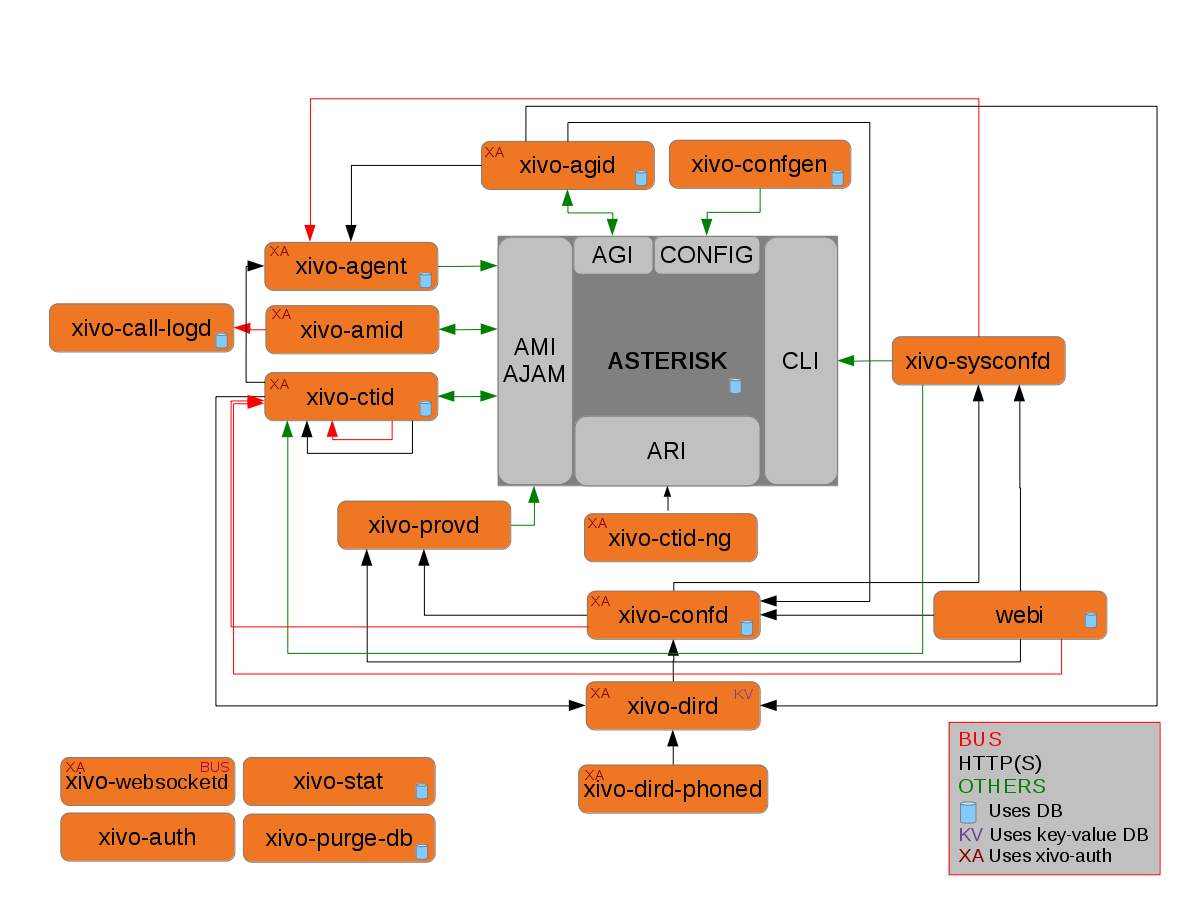 XA
xivo-agid
xivo-confgen
XA
xivo-agent
AGI
CONFIG
XA
xivo-amid
xivo-call-logd
AMI
AJAM
ASTERISK
CLI
xivo-sysconfd
XA
xivo-ctid
ARI
xivo-provd
XA
xivo-ctid-ng
XA
xivo-confd
webi
XA
KV
xivo-dird
XA
xivo-dird-phoned
XA
BUS
xivo-websocketd
xivo-stat
xivo-auth
xivo-purge-db
BUS
HTTP(S)
OTHERS
Uses DB
KV Uses key-value DB
XA Uses xivo-auth